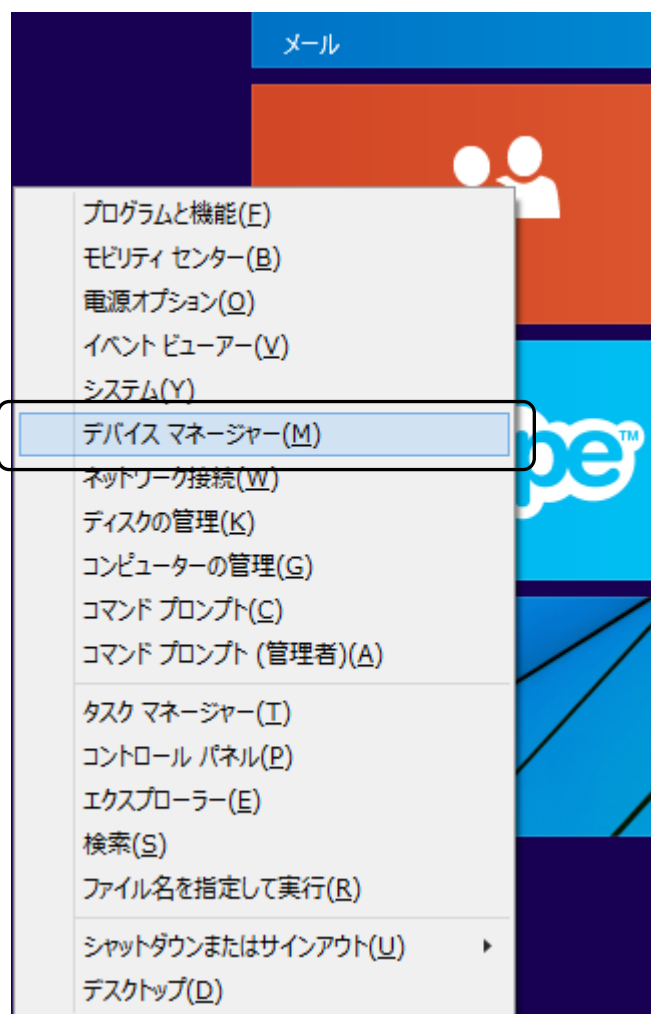 メール
プログラムと機能(F)
モビリティ センター(B)
電源オプション(O)
イベント ビューアー(V)
システム(Y)
デバイス マネージャー(M)
pe™
ネットワーク接続(W)
ディスクの管理(K)
コンピューターの管理(G)
コマンド プロンプト(C)
コマンド プロンプト (管理者)(A)
タスク マネージャー(T)
コントロール パネル(P)
エクスプローラー(E)
検索(S)
ファイル名を指定して実行(R)
シャットダウンまたはサインアウト(U)
デスクトップ(D)